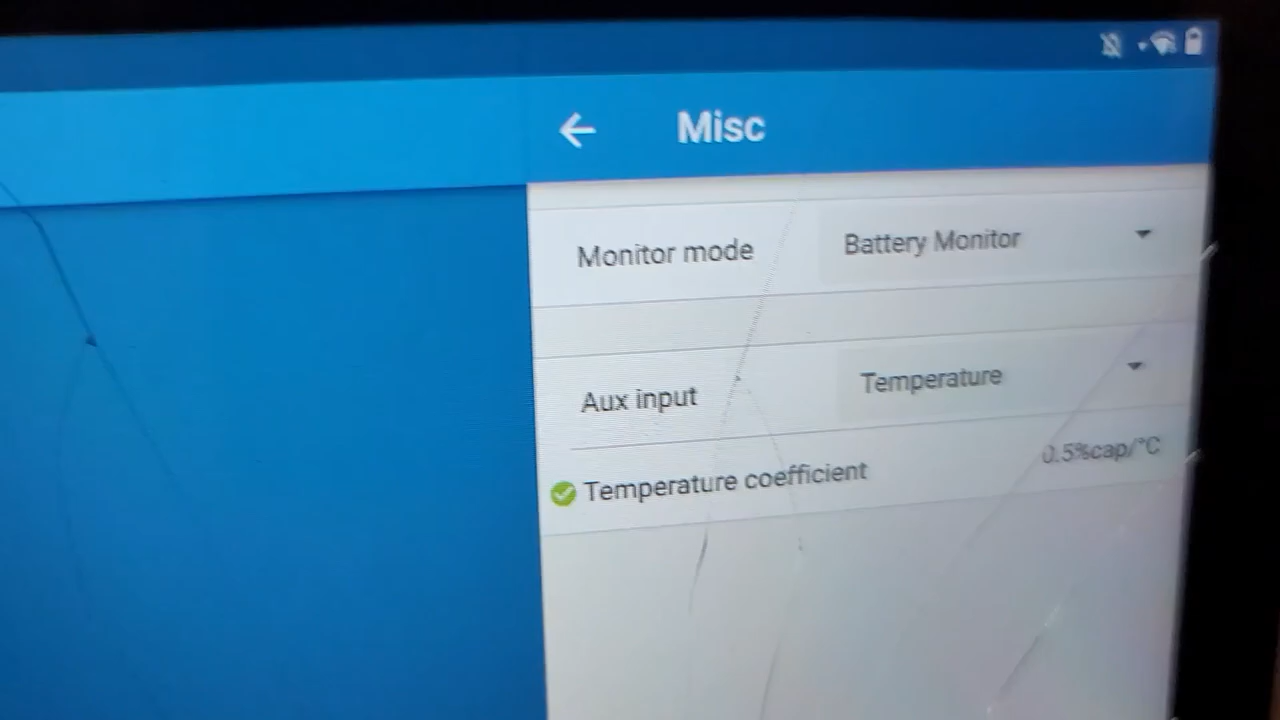 Misc
Monitor mode Battery Monitor
Aux input Temperature
Temperature coefficient 0.5%cap/°C